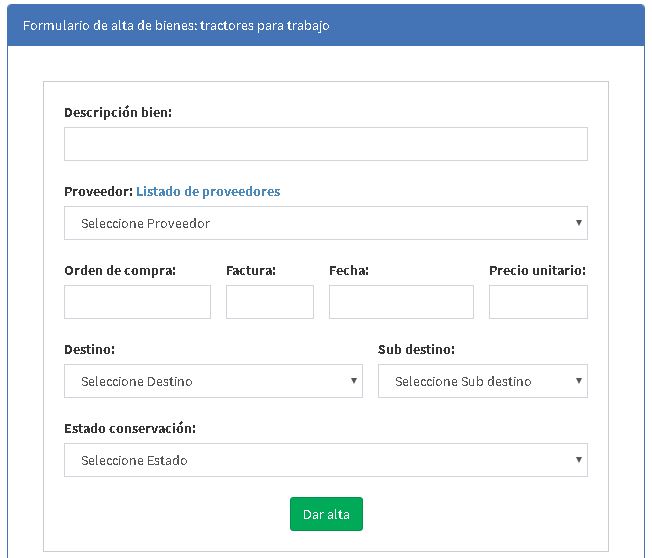 Formulario de alta de bienes: tractores para trabajo
Descripción bien:
Proveedor: Listado de proveedores
Seleccione Proveedor
Orden de compra: Factura: Fecha: Precio unitario:
Destino: Sub destino:
Seleccione Destino Seleccione Sub destino
Estado conservación:
Seleccione Estado
Dar alta